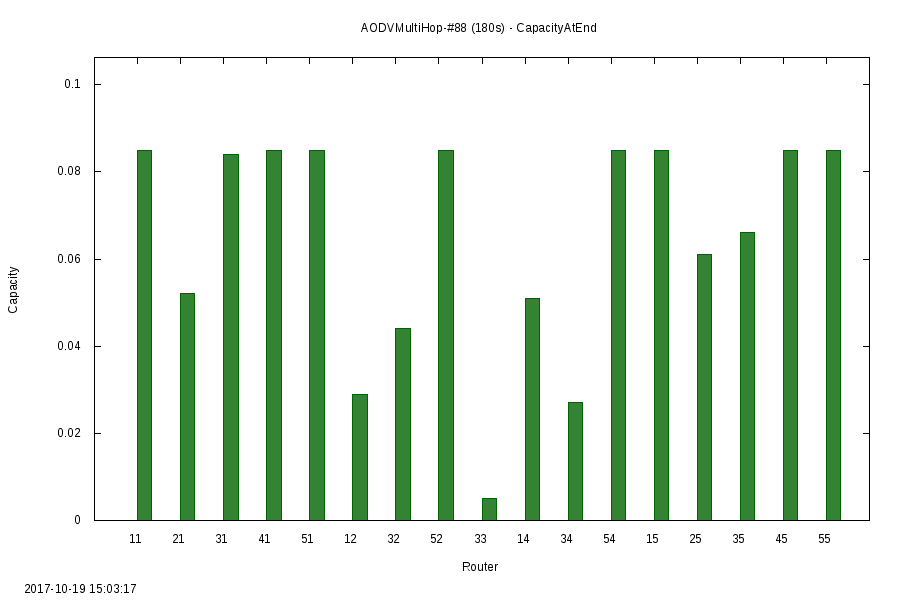 AODVMultiHop-#88 (180s) - CapacityAtEnd
0.1
0.08
0.06
0.04
0.02
0
Capacity
11 21 31 41 51 12 32 52 33 14 34 54 15 25 35 45 55
Router
2017-10-19 15:03:17